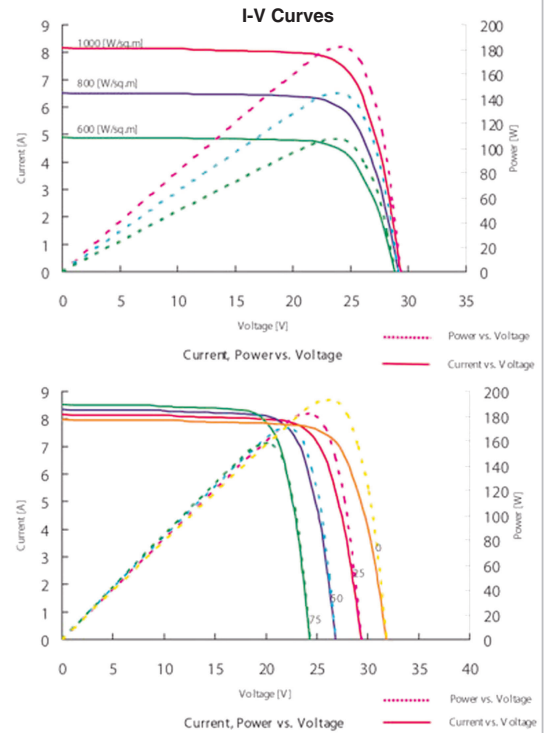 I-V Curves
9
8
7
6
5
4
3
2
1
0
Current [A]
1000 [W/sq.m]
800 [W/sq.m]
600 [W/sq.m]
200
180
160
140
120
100
80
60
40
20
0
Power [W]
0 5 10 15 20 25 30 35
Voltage [V]
Current, Power vs. Voltage
Power vs. Voltage
Current vs. Voltage
9
8
7
6
5
4
3
2
1
0
Current [A]
0
25
50
75
200
180
160
140
120
100
80
60
40
20
0
Power [W]
0 5 10 15 20 25 30 35 40
Voltage [V]
Current, Power vs. Voltage
Power vs. Voltage
Current vs. Voltage